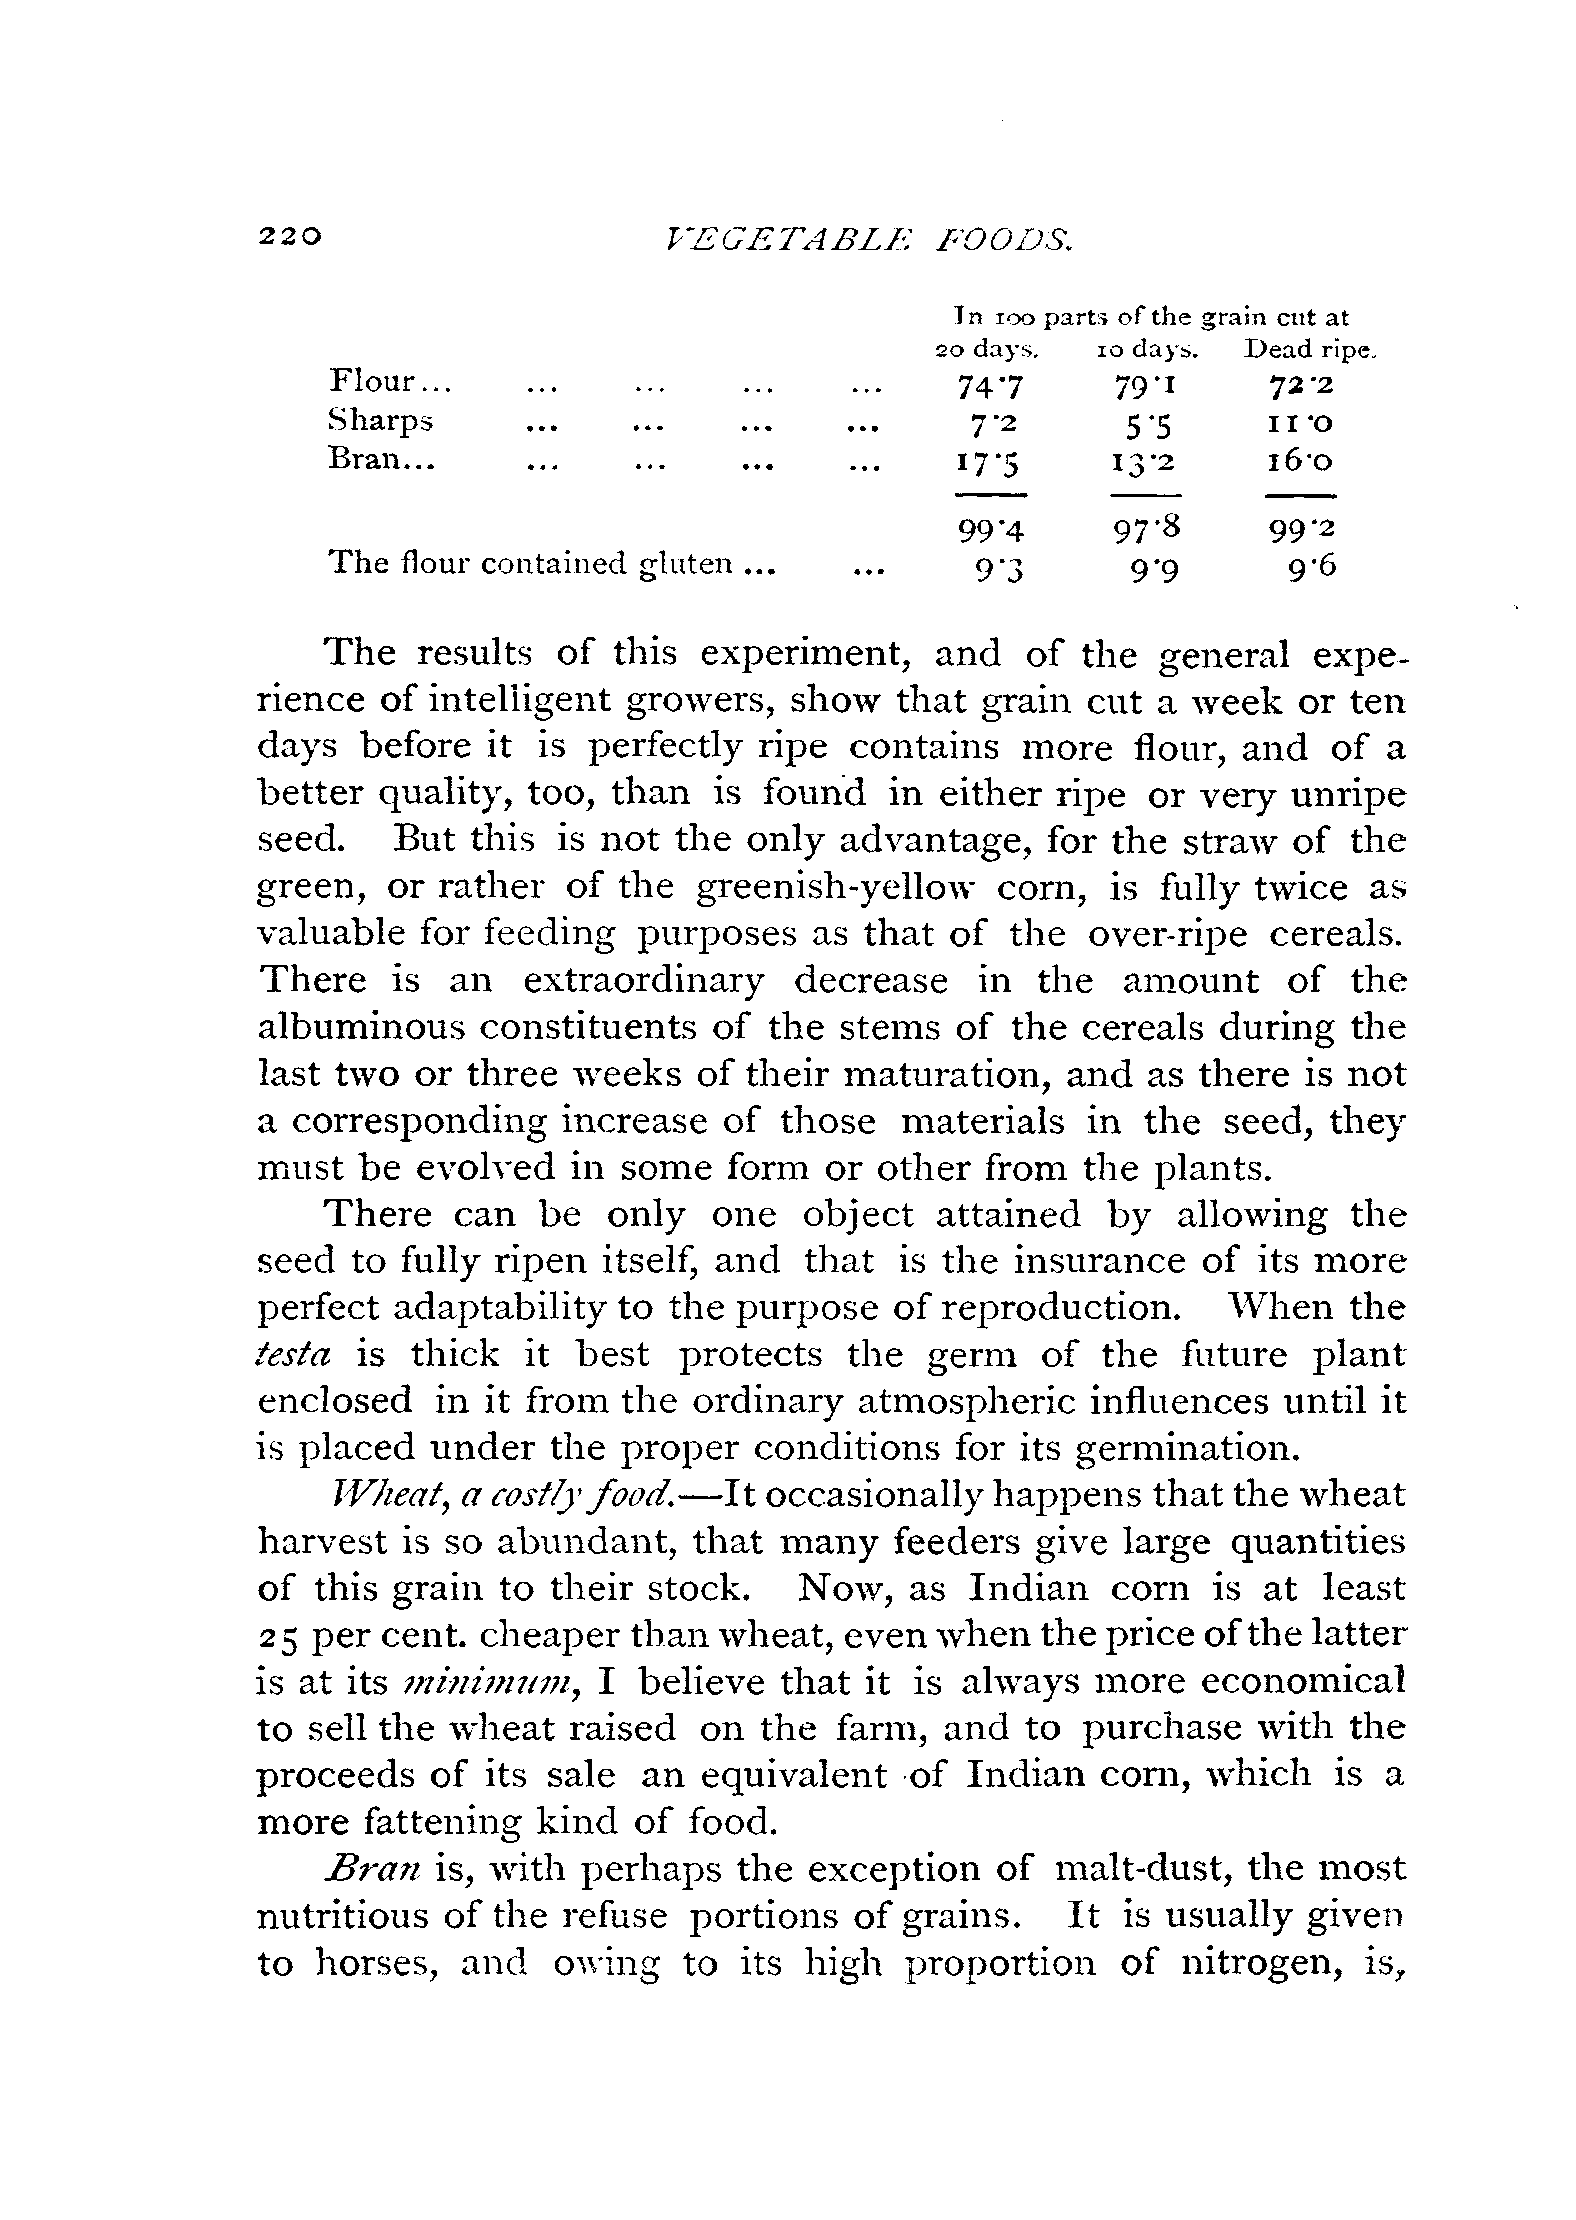 220 VEGETABLE FOODS.
In 100 parts of the grain cut at
20 days. 10 days. Dead ripe.
Flour... ... ... ... ... 74·7 79·1 72·2
Sharps ... ... ... ... 7·2 5·5 11·0
Bran... ... ... ... ... 17·5 13·2 16·0
99·4 97·8 99·2
The flour contained gluten ... ... 9·3 9·9 9·6
The results of this experiment, and of the general expe-
rience of intelligent growers, show that grain cut a week or ten
days before it is perfectly ripe contains more flour, and of a
better quality, too, than is found in either ripe or very unripe
seed. But this is not the only advantage, for the straw of the
green, or rather of the greenish-yellow corn, is fully twice as
valuable for feeding purposes as that of the over-ripe cereals.
There is an extraordinary decrease in the amount of the
albuminous constituents of the stems of the cereals during the
last two or three weeks of their maturation, and as there is not
a corresponding increase of those materials in the seed, they
must be evolved in some form or other from the plants.
There can be only one object attained by allowing the
seed to fully ripen itself, and that is the insurance of its more
perfect adaptability to the purpose of reproduction. When the
testa is thick it best protects the germ of the future plant
enclosed in it from the ordinary atmospheric influences until it
is placed under the proper conditions for its germination.
Wheat, a costly food.—It occasionally happens that the wheat
harvest is so abundant, that many feeders give large quantities
of this grain to their stock. Now, as Indian corn is at least
25 per cent. cheaper than wheat, even when the price of the latter
is at its minimum, I believe that it is always more economical
to sell the wheat raised on the farm, and to purchase with the
proceeds of its sale an equivalent of Indian corn, which is a
more fattening kind of food.
Bran is, with perhaps the exception of malt-dust, the most
nutritious of the refuse portions of grains. It is usually given
to horses, and owing to its high proportion of nitrogen, is,